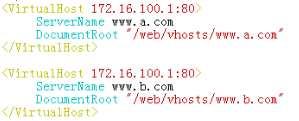 <VirtualHost 172.16.100.1:80>
    ServerName www.a.com
    DocumentRoot "/web/vhosts/www.a.com"
</VirtualHost>
<VirtualHost 172.16.100.1:80>
    ServerName www.b.com
    DocumentRoot "/web/vhosts/www.b.com"
</VirtualHost>